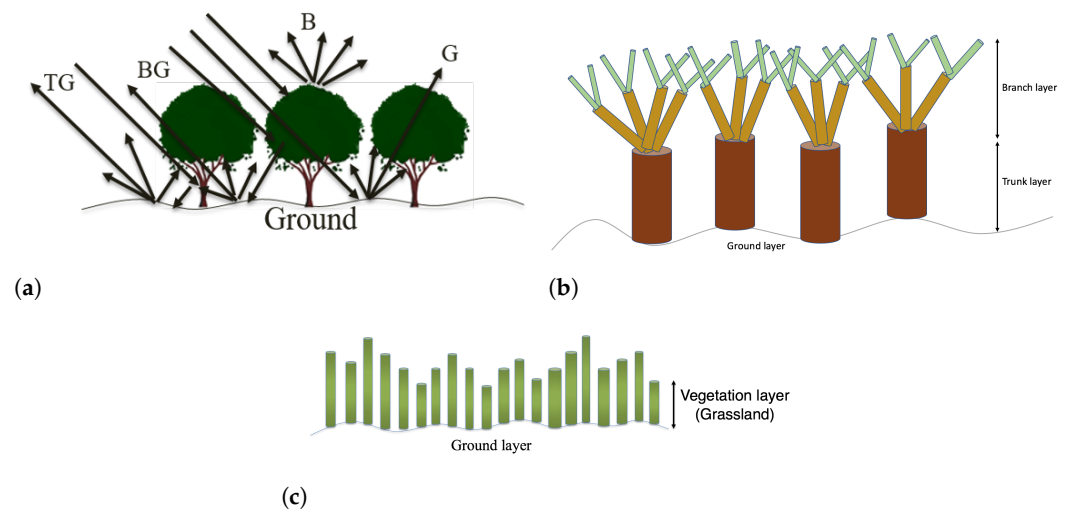 TG
BG
B
G
Ground
(a)
Branch layer
Trunk layer
Ground layer
(b)
Vegetation layer
(Grassland)
Ground layer
(c)